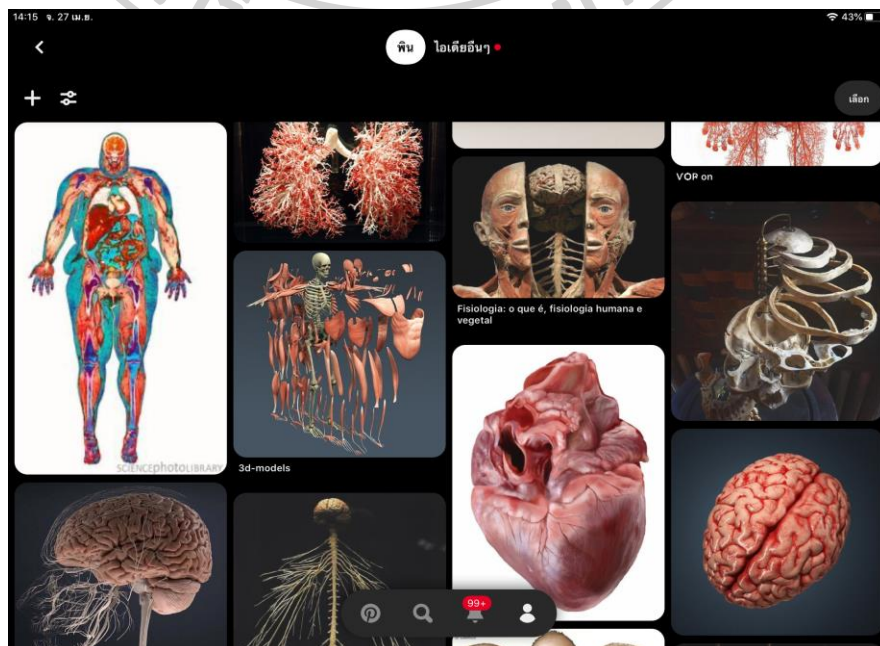 14:15 จ. 27 เม.ย.
43%
พิน
ไอเดียอื่นๆ
เลือก
SCIENCEPHOTOLIBRARY
3d-models
Fisiologia: o que é, fisiologia humana e
vegetal
VOP on
99+